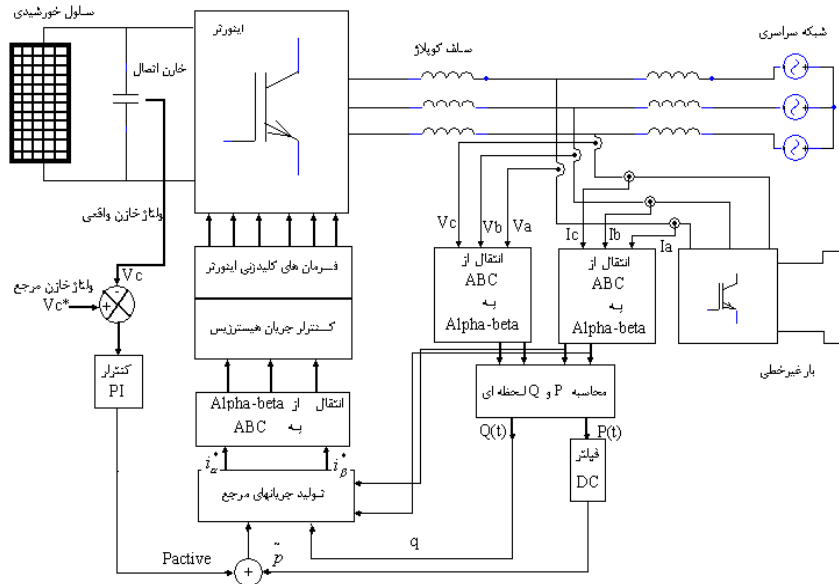 سلول خورشیدی
اینورتر
سلف کوپلاژ
شبکه سراسری
خازن اتصال
ولتاژ خازن واقعی
Vc
ولتاژ خازن مرجع
Vc*
-
+
کنترلر
PI
فرمان های کلیدزنی اینورتر
کنترلر جریان هیسترزیس
انتقال از Alpha-beta
به ABC
i*α
i*β
تولید جریانهای مرجع
Vc
Vb
Va
Ic
Ib
Ia
انتقال از
ABC
به
Alpha-beta
انتقال از
ABC
به
Alpha-beta
بار غیرخطی
محاسبه P و Q لحظه ای
Q(t)
P(t)
فیلتر
DC
Pactive
+
p̃
q